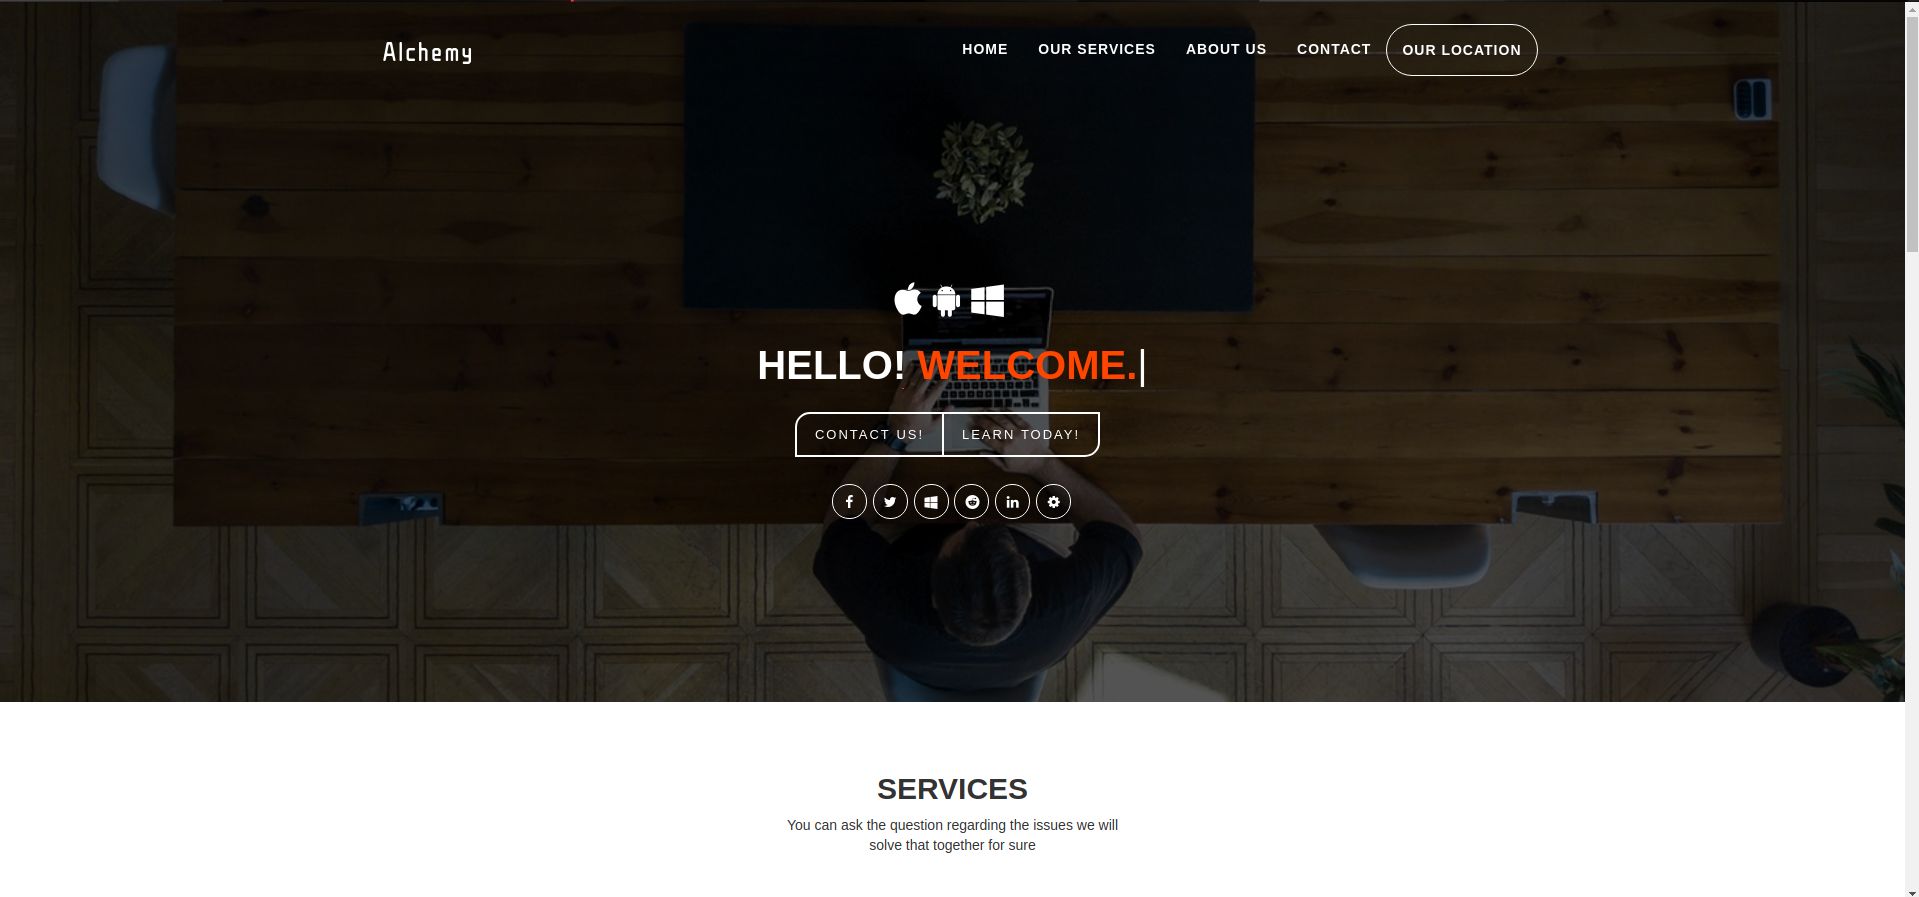 Alchemy
HOME OUR SERVICES ABOUT US CONTACT OUR LOCATION
HELLO! WELCOME.|
CONTACT US! LEARN TODAY!
SERVICES
You can ask the question regarding the issues we will
solve that together for sure